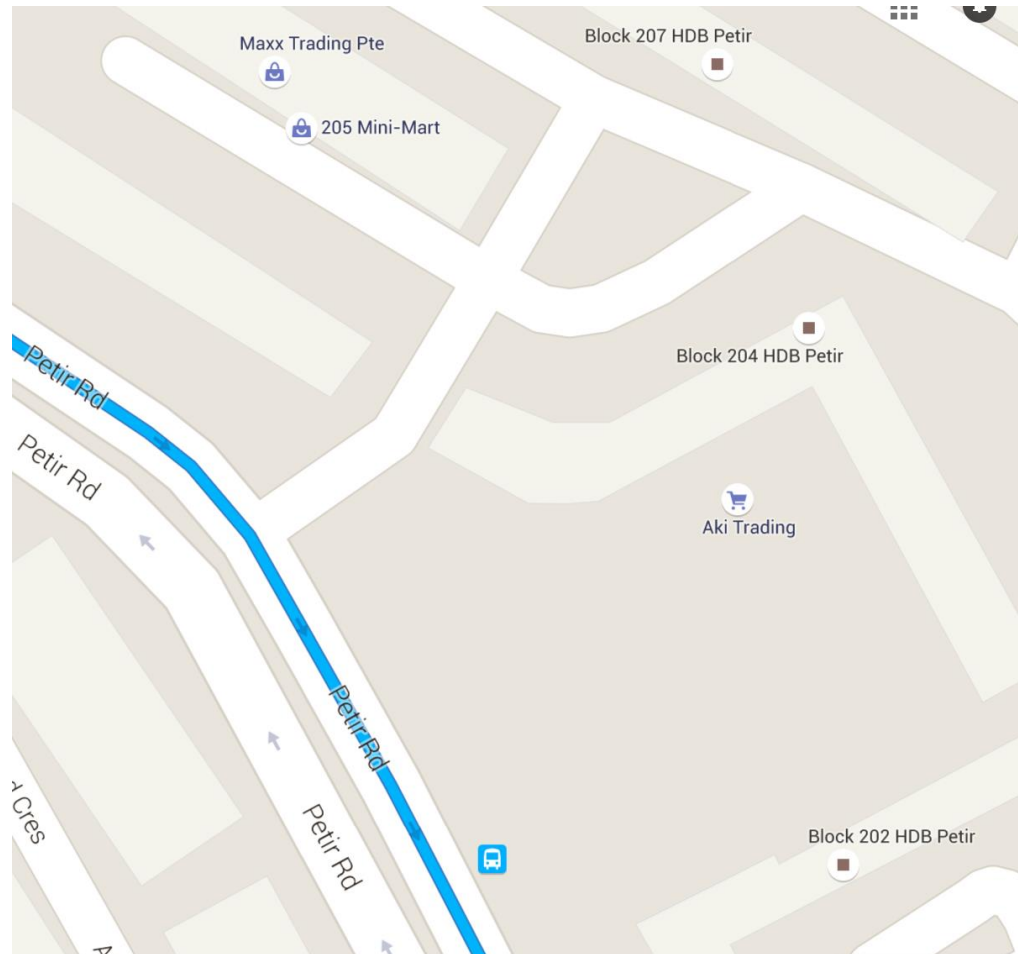 Block 207 HDB Petir
Maxx Trading Pte
205 Mini-Mart
Block 204 HDB Petir
Petir Rd
Petir Rd
Aki Trading
Petir Rd
d Cres
Petir Rd
Block 202 HDB Petir
A